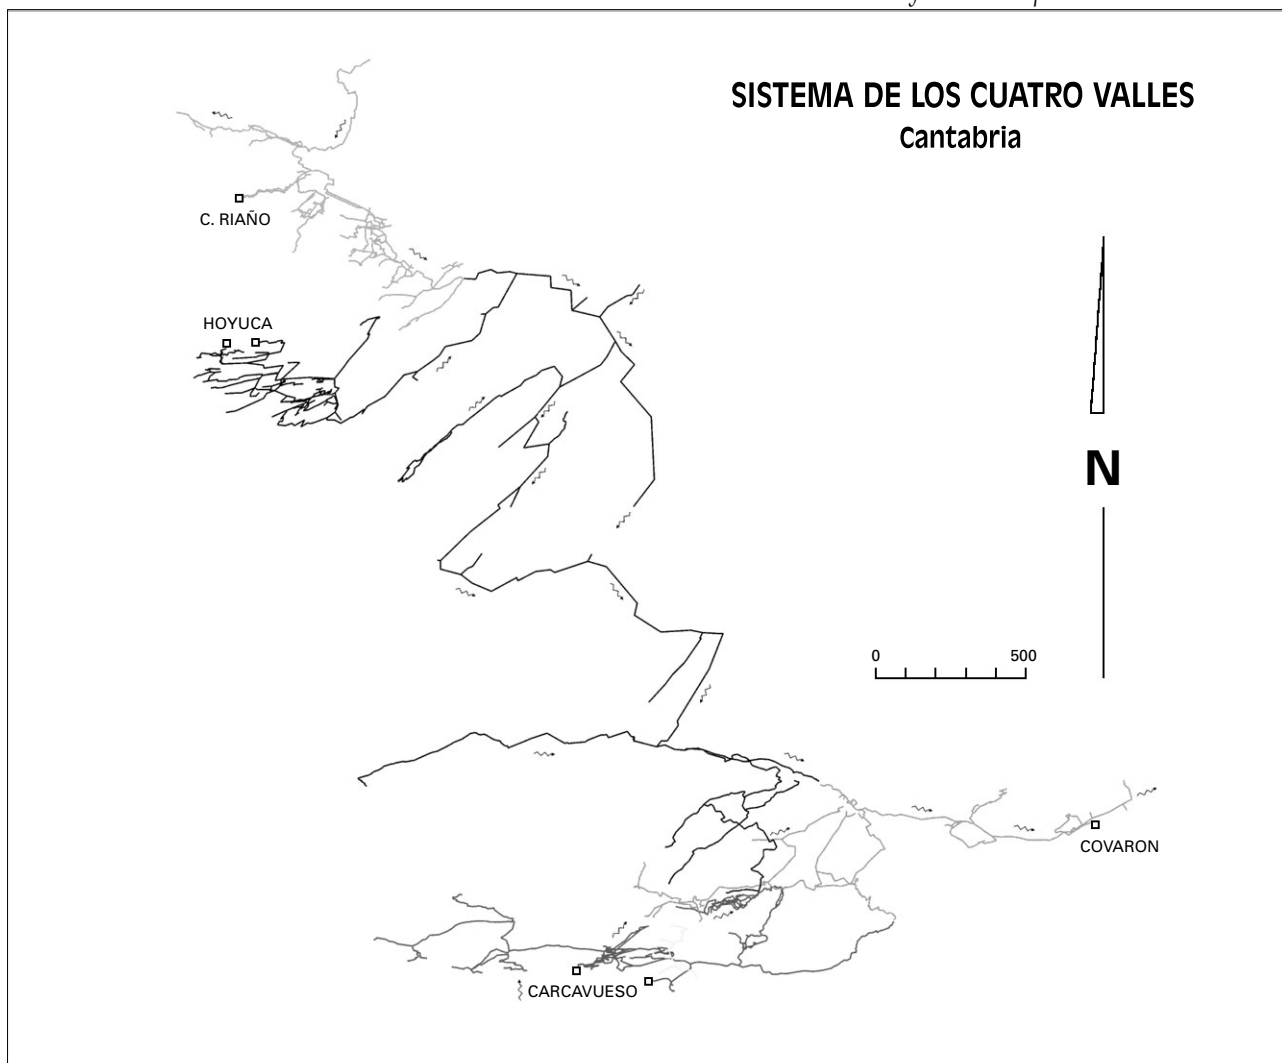 SISTEMA DE LOS CUATRO VALLES
Cantabria
C. RIAÑO
HOYUCA
N
0 500
COVARON
CARCAVUESO